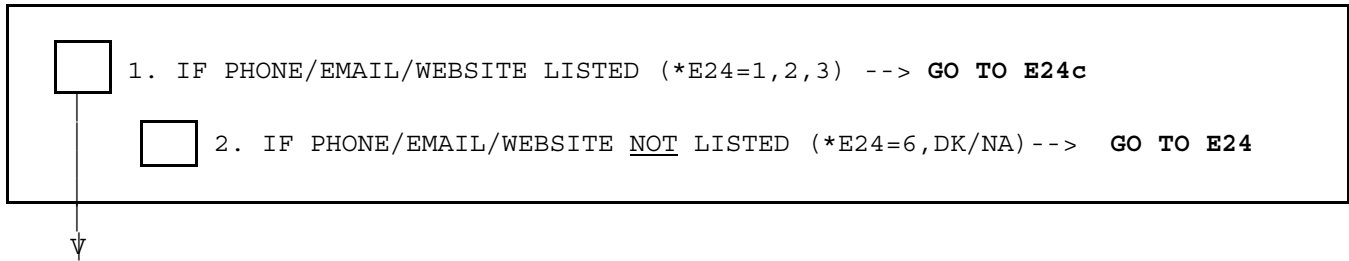 1. IF PHONE/EMAIL/WEBSITE LISTED (*E24=1,2,3) --> GO TO E24c
2. IF PHONE/EMAIL/WEBSITE NOT LISTED (*E24=6,DK/NA)--> GO TO E24